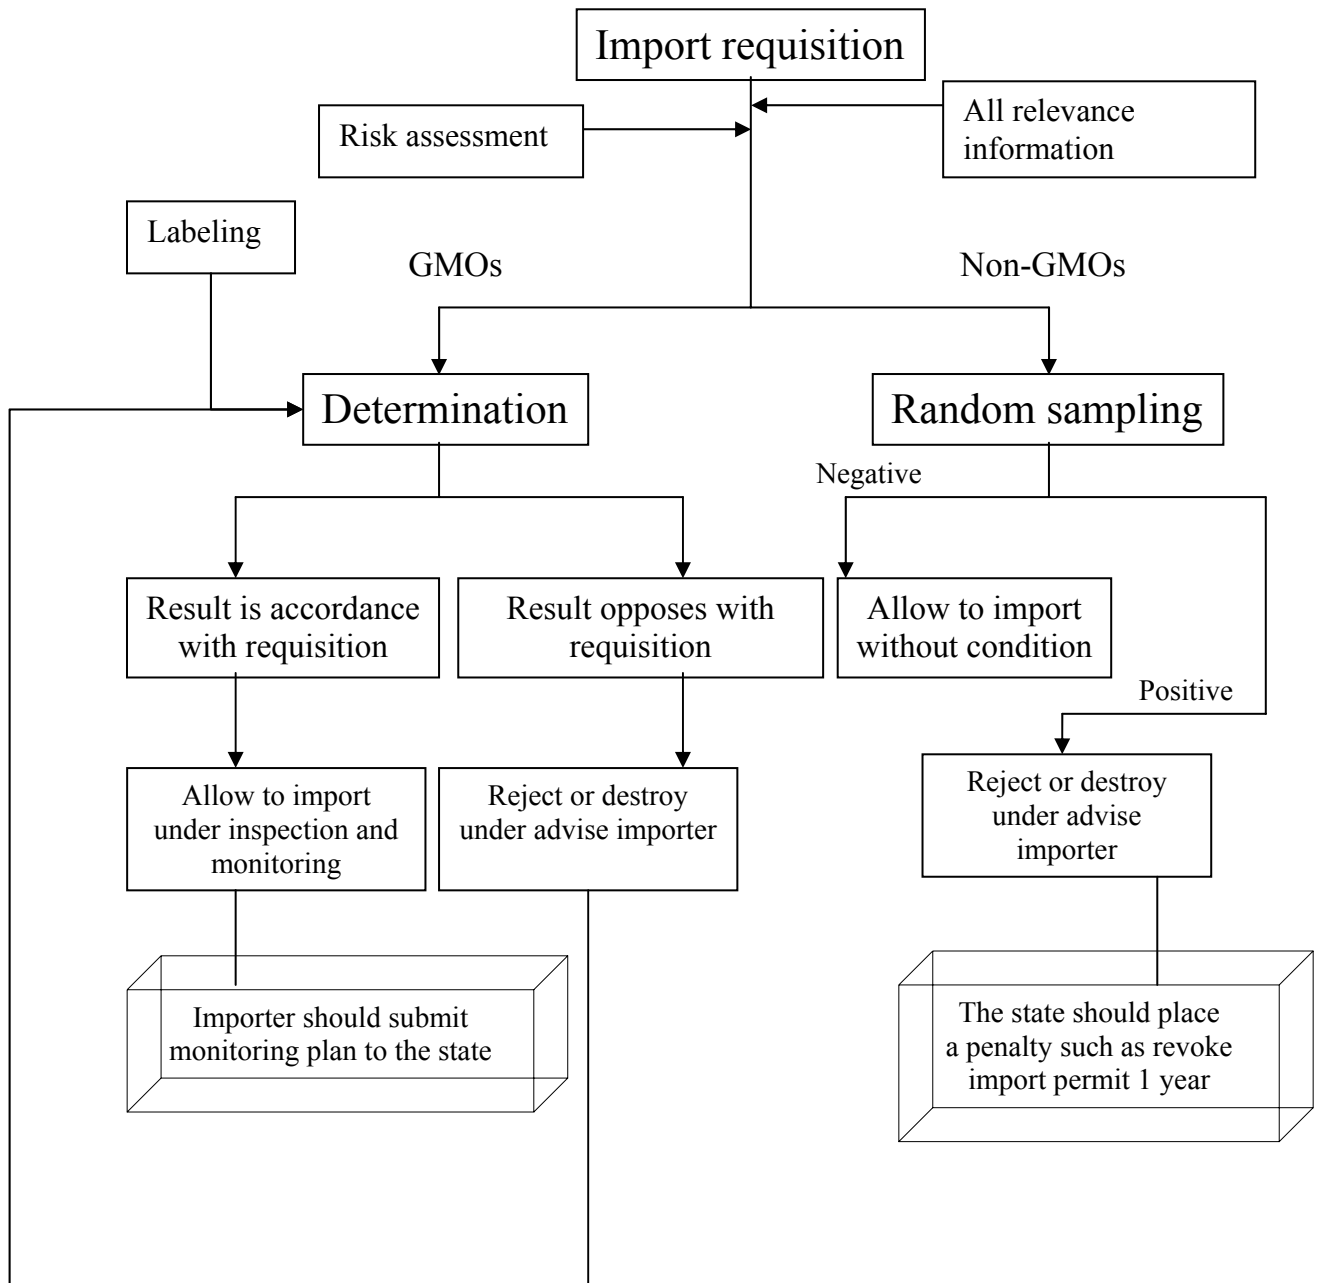 Import requisition
All relevance
information
Risk assessment
Labeling
GMOs
Non-GMOs
Determination
Random sampling
Negative
Result is accordance
with requisition
Result opposes with
requisition
Allow to import
without condition
Positive
Allow to import
under inspection and
monitoring
Reject or destroy
under advise importer
Reject or destroy
under advise
importer
Importer should submit
monitoring plan to the state
The state should place
a penalty such as revoke
import permit 1 year